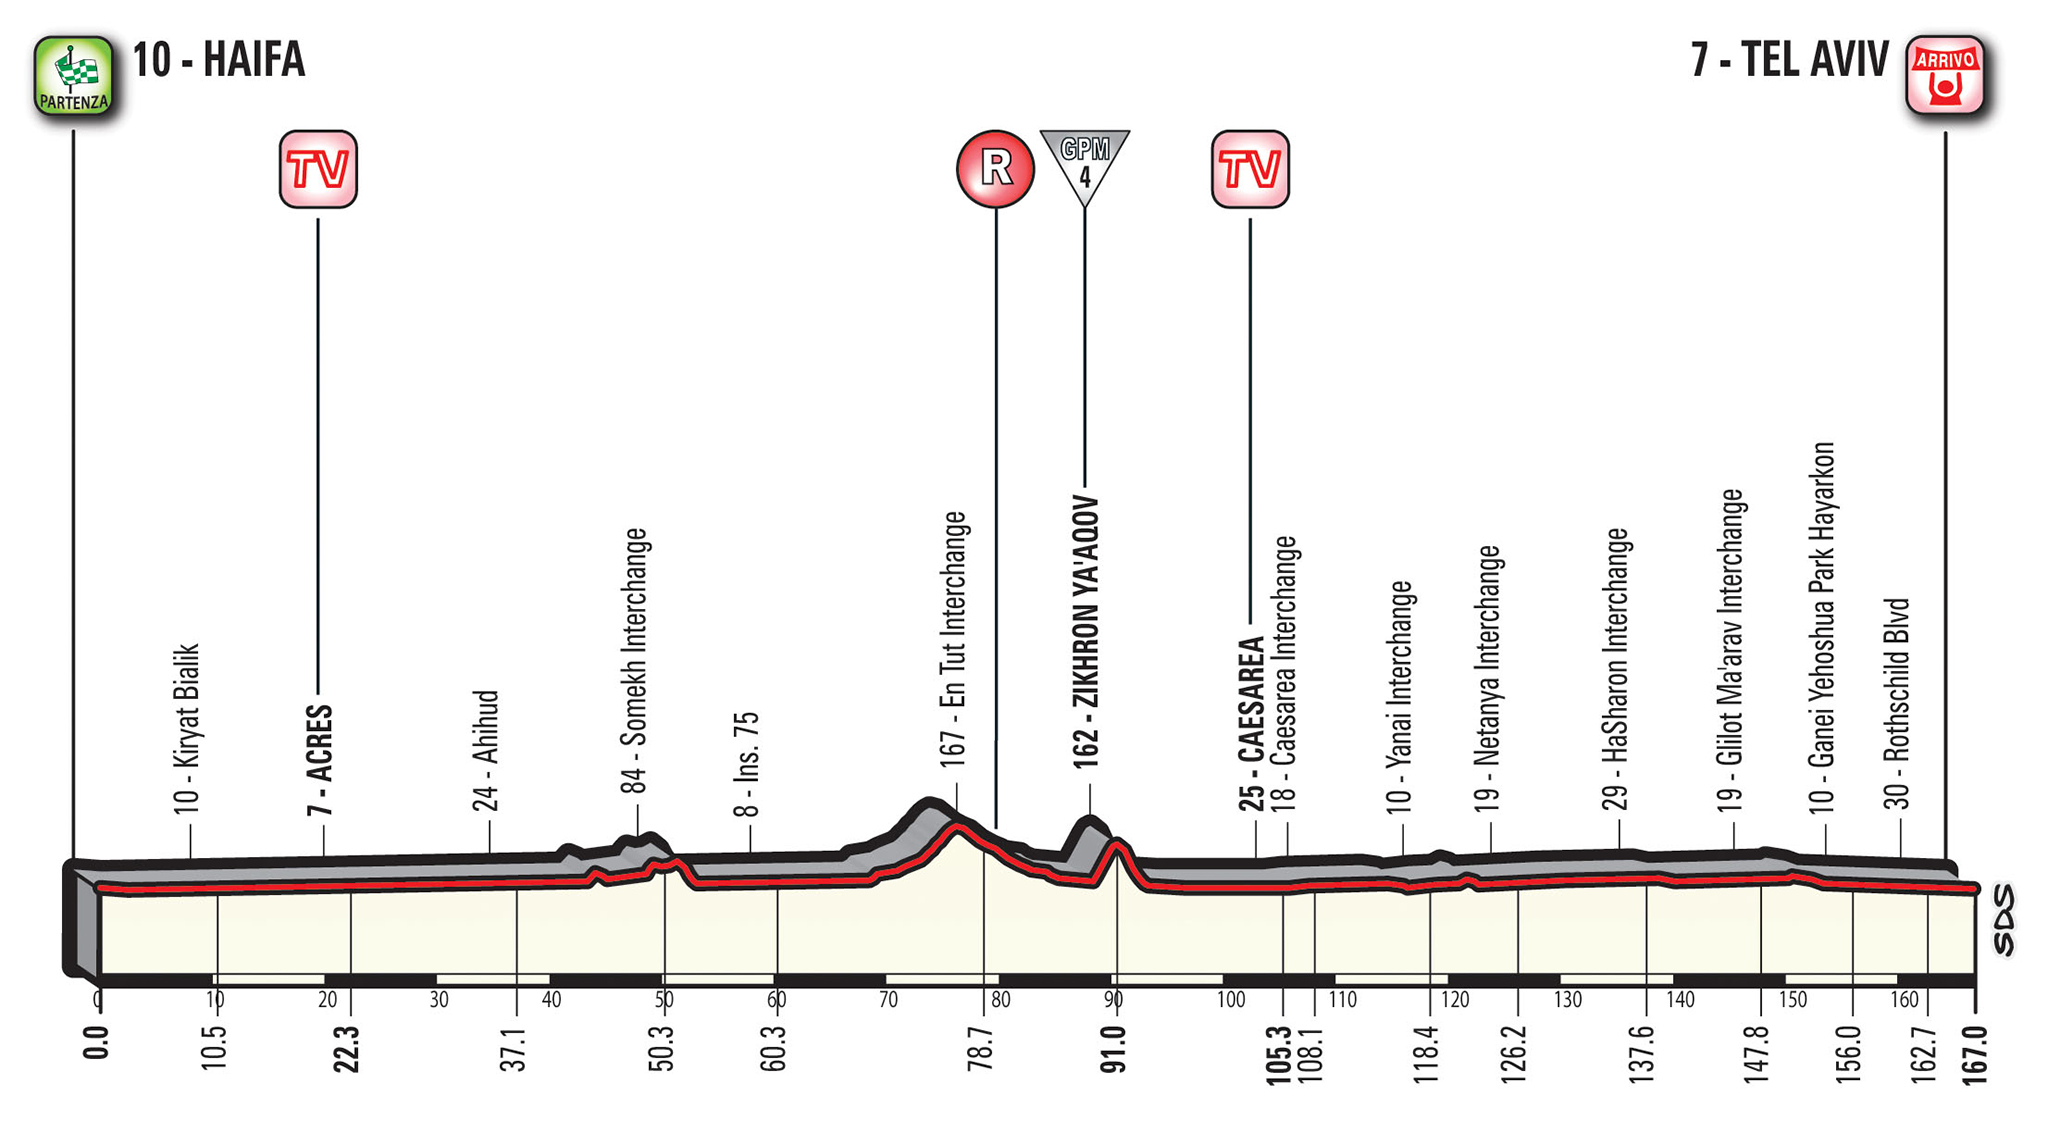 10 - HAIFA
7 - TEL AVIV
PARTENZA
ARRIVO
TV
R
GPM
4
TV
10 - Kiryat Bialik
7 - ACRES
24 - Ahihud
84 - Somekh Interchange
8 - Ins. 75
167 - En Tut Interchange
162 - ZIKHRON YA'AQOV
25 - CAESAREA
18 - Caesarea Interchange
10 - Yanai Interchange
19 - Netanya Interchange
29 - HaSharon Interchange
19 - Glilot Ma'arav Interchange
10 - Ganei Yehoshua Park Hayarkon
30 - Rothschild Blvd
SDS
0 10 20 30 40 50 60 70 80 90 100 110 120 130 140 150 160
0.0
10.5
22.3
37.1
50.3
60.3
78.7
91.0
105.3
108.1
118.4
126.2
137.6
147.8
156.0
162.7
167.0